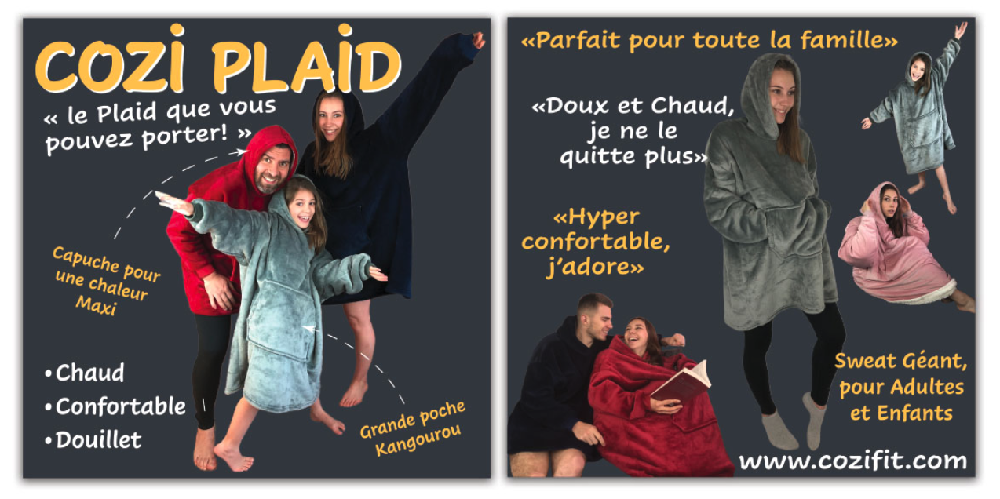 COZI PLAID
« le Plaid que vous
pouvez porter! »
Capuche pour
une chaleur
Maxi
• Chaud
• Confortable
• Douillet
Grande poche
Kangourou
«Parfait pour toute la famille»
«Doux et Chaud,
je ne le
quitte plus»
«Hyper
confortable,
j'adore»
Sweat Géant,
pour Adultes
et Enfants
www.cozifit.com